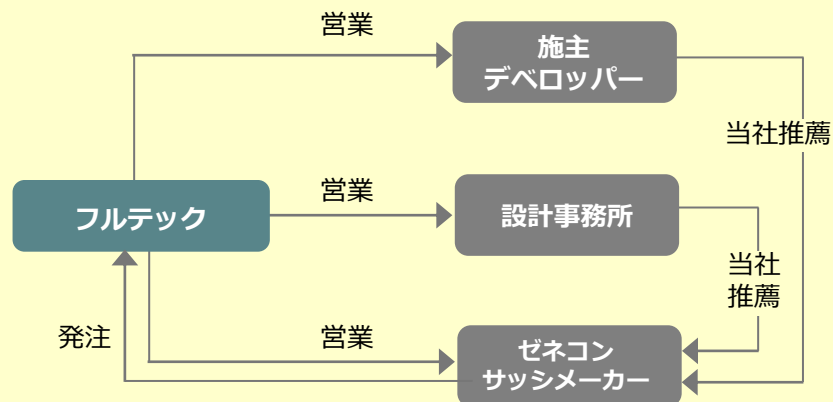 営業
施主
デベロッパー
当社推薦
フルテック
営業
設計事務所
当社
推薦
発注
営業
ゼネコン
サッシメーカー